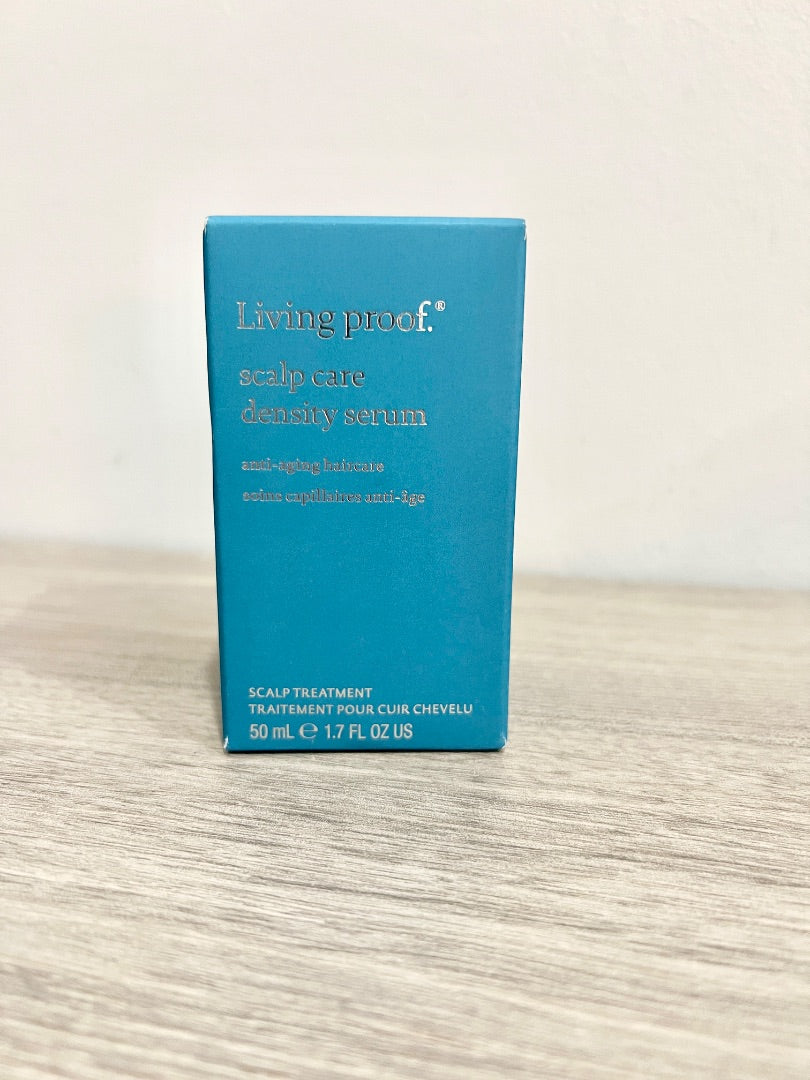 Living proof.®
scalp care
density serum
anti-aging haircare
soins capillaires anti-âge
SCALP TREATMENT
TRAITEMENT POUR CUIR CHEVELU
50 mL ℮ 1.7 FL OZ US